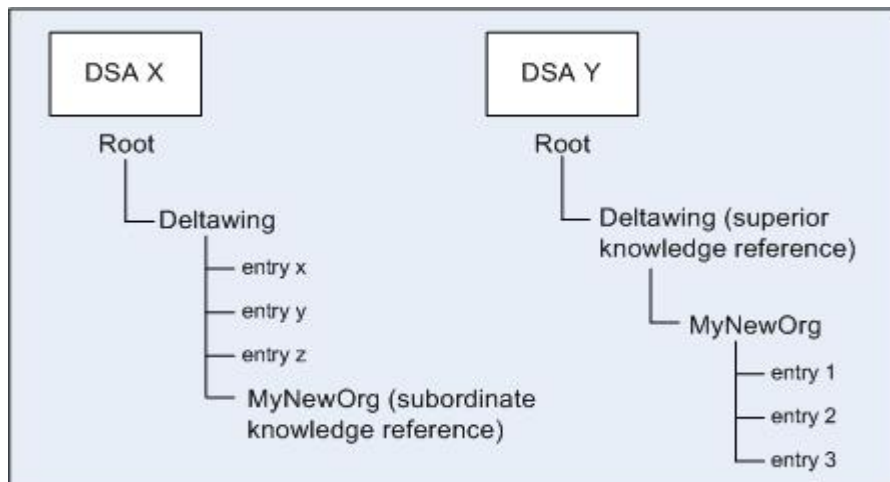 DSA X
Root
Deltawing
entry x
entry y
entry z
MyNewOrg (subordinate
knowledge reference)
DSA Y
Root
Deltawing (superior
knowledge reference)
MyNewOrg
entry 1
entry 2
entry 3